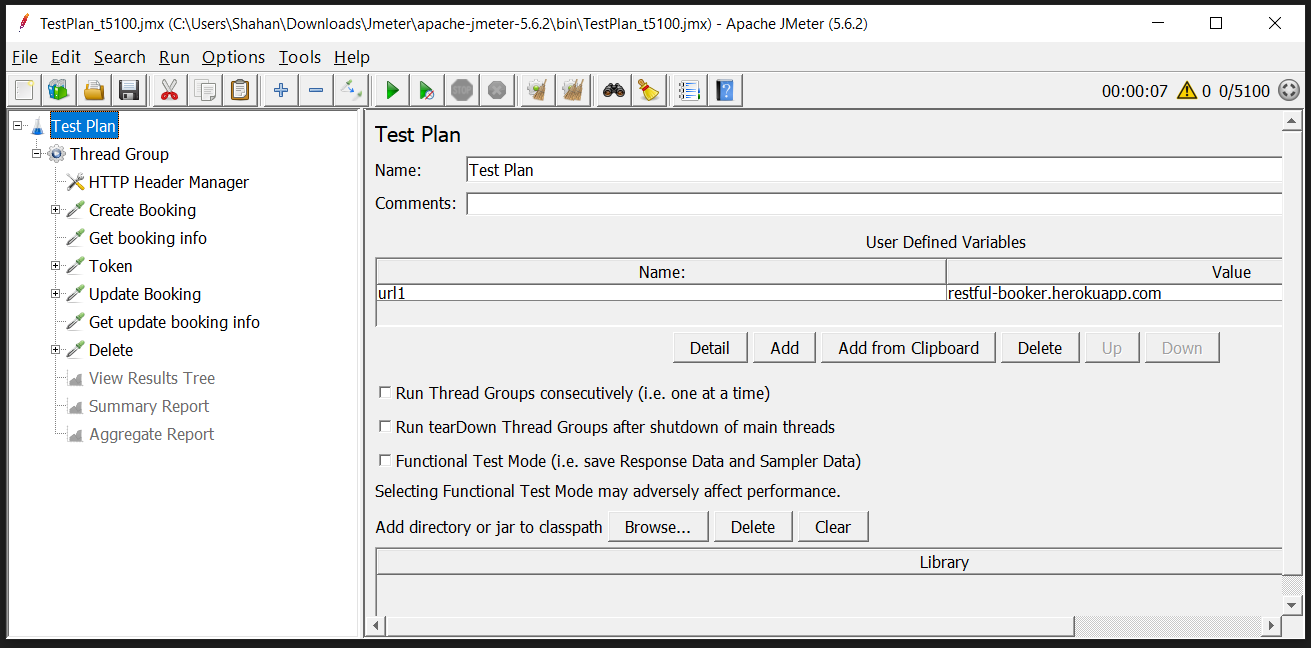 TestPlan_t5100.jmx (C:\Users\Shahan\Downloads\Jmeter\apache-jmeter-5.6.2\bin\TestPlan_t5100.jmx) - Apache JMeter (5.6.2)
File Edit Search Run Options Tools Help
STOP ? 00:00:07 0 0/5100
Test Plan
Thread Group
HTTP Header Manager
Create Booking
Get booking info
Token
Update Booking
Get update booking info
Delete
View Results Tree
Summary Report
Aggregate Report
Test Plan
Name: Test Plan
Comments:
User Defined Variables
Name: Value
url1 restful-booker.herokuapp.com
Detail Add Add from Clipboard Delete Up Down
Run Thread Groups consecutively (i.e. one at a time)
Run tearDown Thread Groups after shutdown of main threads
Functional Test Mode (i.e. save Response Data and Sampler Data)
Selecting Functional Test Mode may adversely affect performance.
Add directory or jar to classpath Browse... Delete Clear
Library